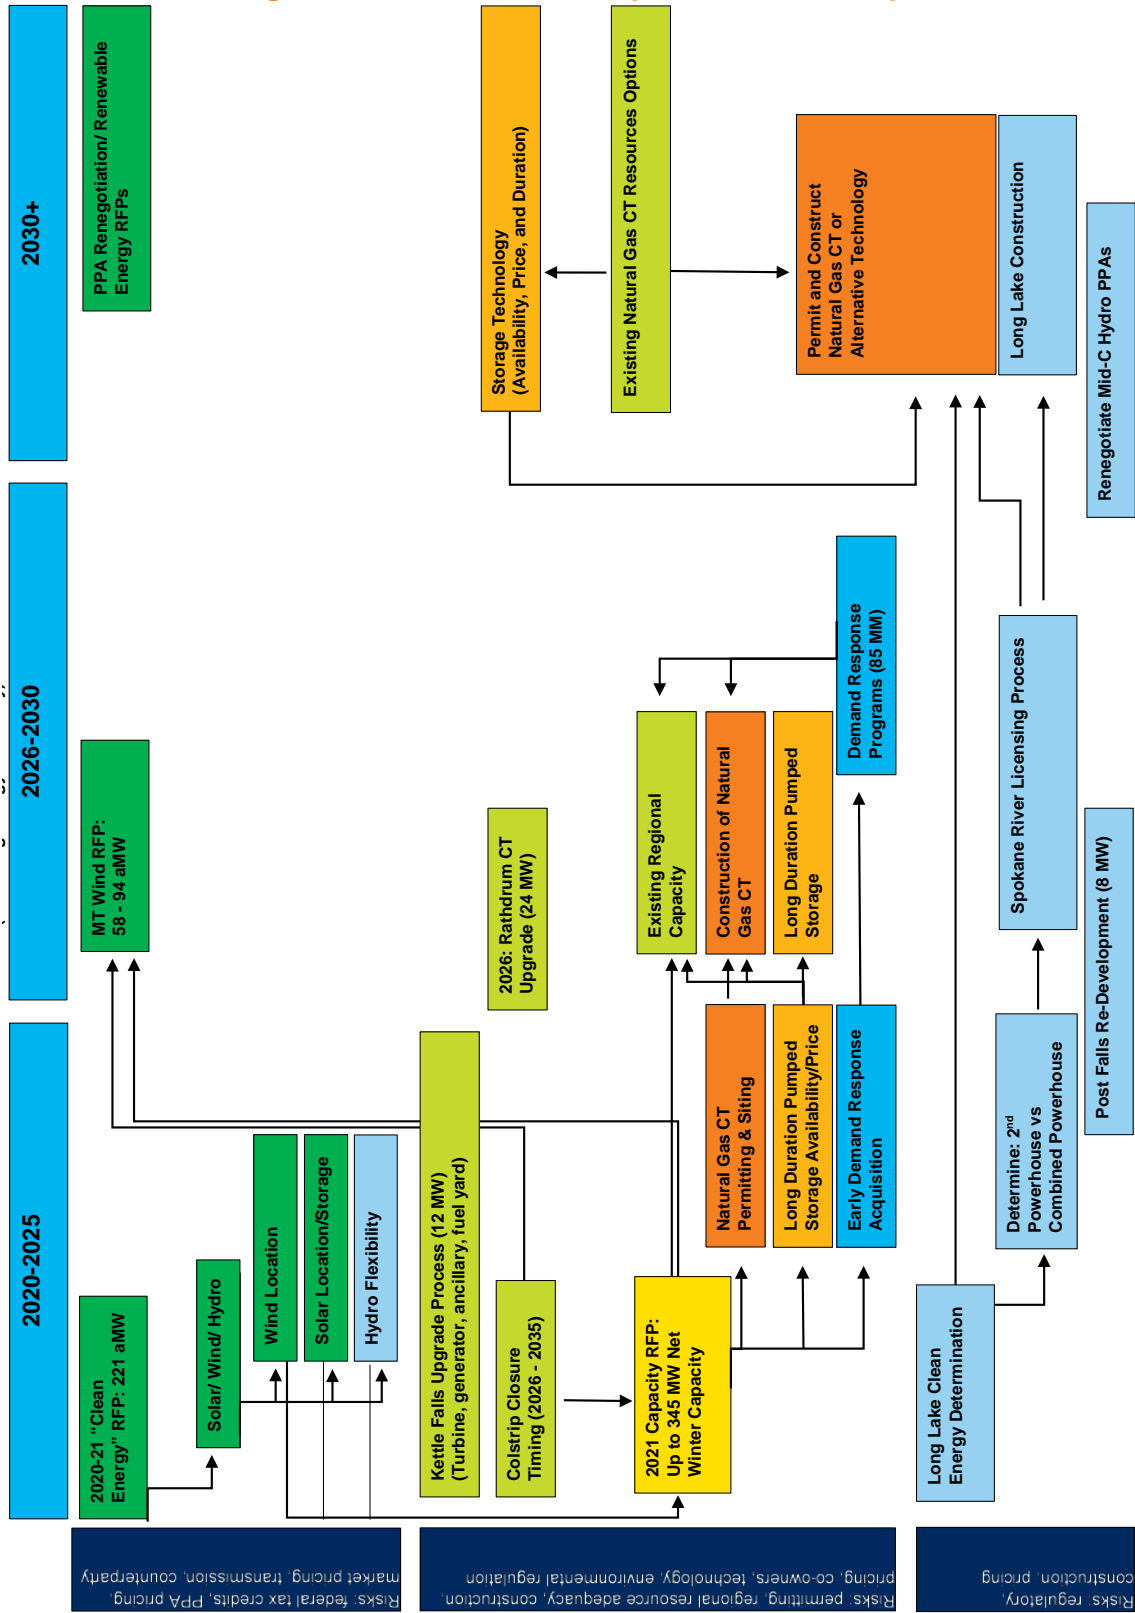 2020-2025
2026-2030
2030+
Risks: federal tax credits, PPA pricing,
market pricing, transmission, counterparty
2020-21 “Clean
Energy” RFP: 221 aMW
Solar/ Wind/ Hydro
Wind Location
Solar Location/Storage
Hydro Flexibility
MT Wind RFP:
58 - 94 aMW
PPA Renegotiation/ Renewable
Energy RFPs
Risks: permitting, regional resource adequacy, construction,
pricing, co-owners, technology, environmental regulation
Kettle Falls Upgrade Process (12 MW)
(Turbine, generator, ancillary, fuel yard)
Colstrip Closure
Timing (2026 - 2035)
2026: Rathdrum CT
Upgrade (24 MW)
Storage Technology
(Availability, Price, and Duration)
Existing Natural Gas CT Resources Options
2021 Capacity RFP:
Up to 345 MW Net
Winter Capacity
Natural Gas CT
Permitting & Siting
Long Duration Pumped
Storage Availability/Price
Early Demand Response
Acquisition
Existing Regional
Capacity
Construction of Natural
Gas CT
Long Duration Pumped
Storage
Demand Response
Programs (85 MM)
Permit and Construct
Natural Gas CT or
Alternative Technology
Risks: regulatory,
construction, pricing
Long Lake Clean
Energy Determination
Determine: 2nd
Powerhouse vs
Combined Powerhouse
Spokane River Licensing Process
Long Lake Construction
Post Falls Re-Development (8 MW)
Renegotiate Mid-C Hydro PPAs